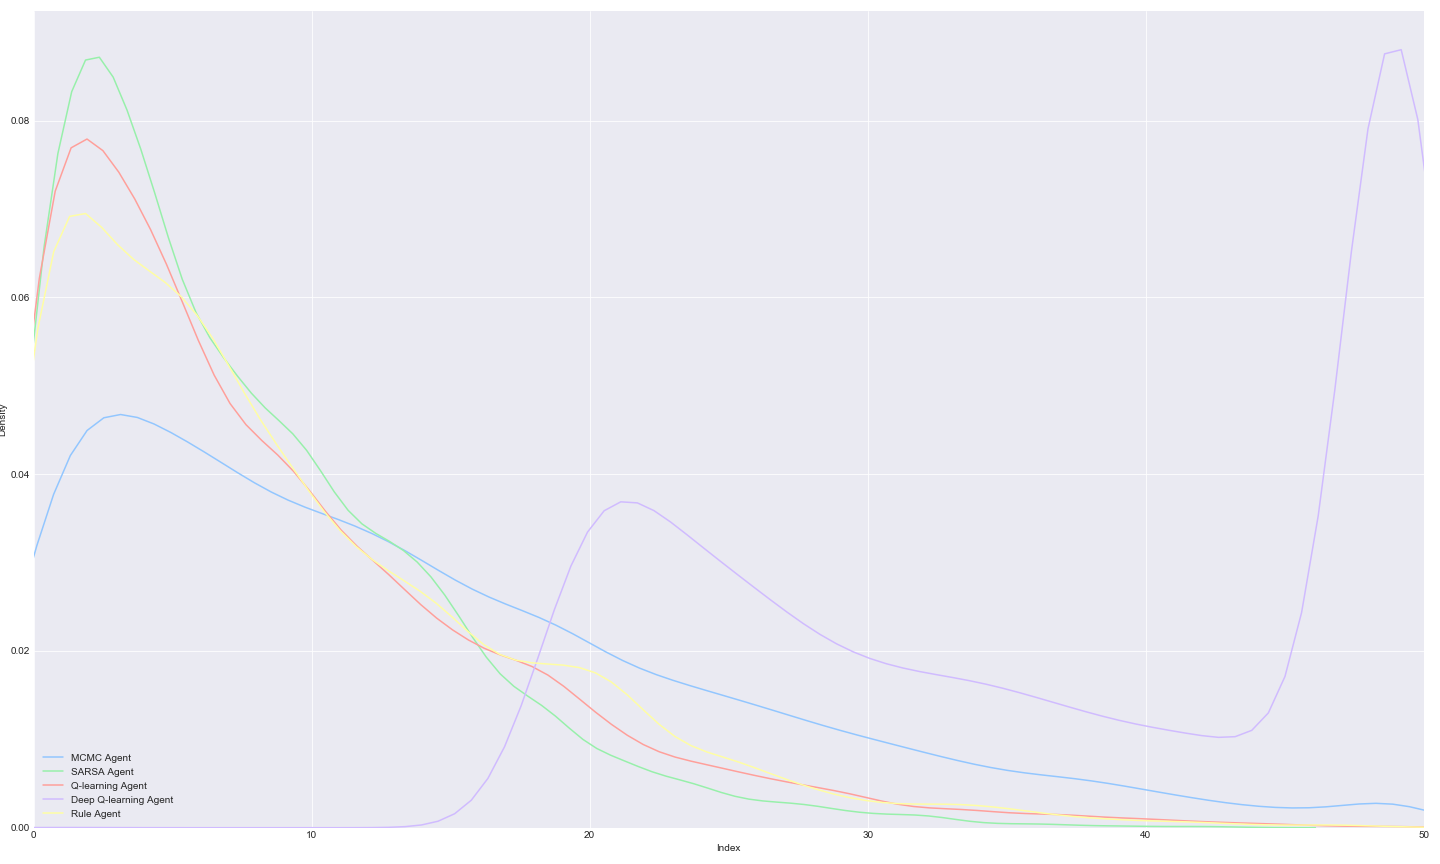 0.08
0.06
Density
0.04
0.02
0.00
MCMC Agent
SARSA Agent
Q-learning Agent
Deep Q-learning Agent
Rule Agent
0 10 20 30 40 50
Index